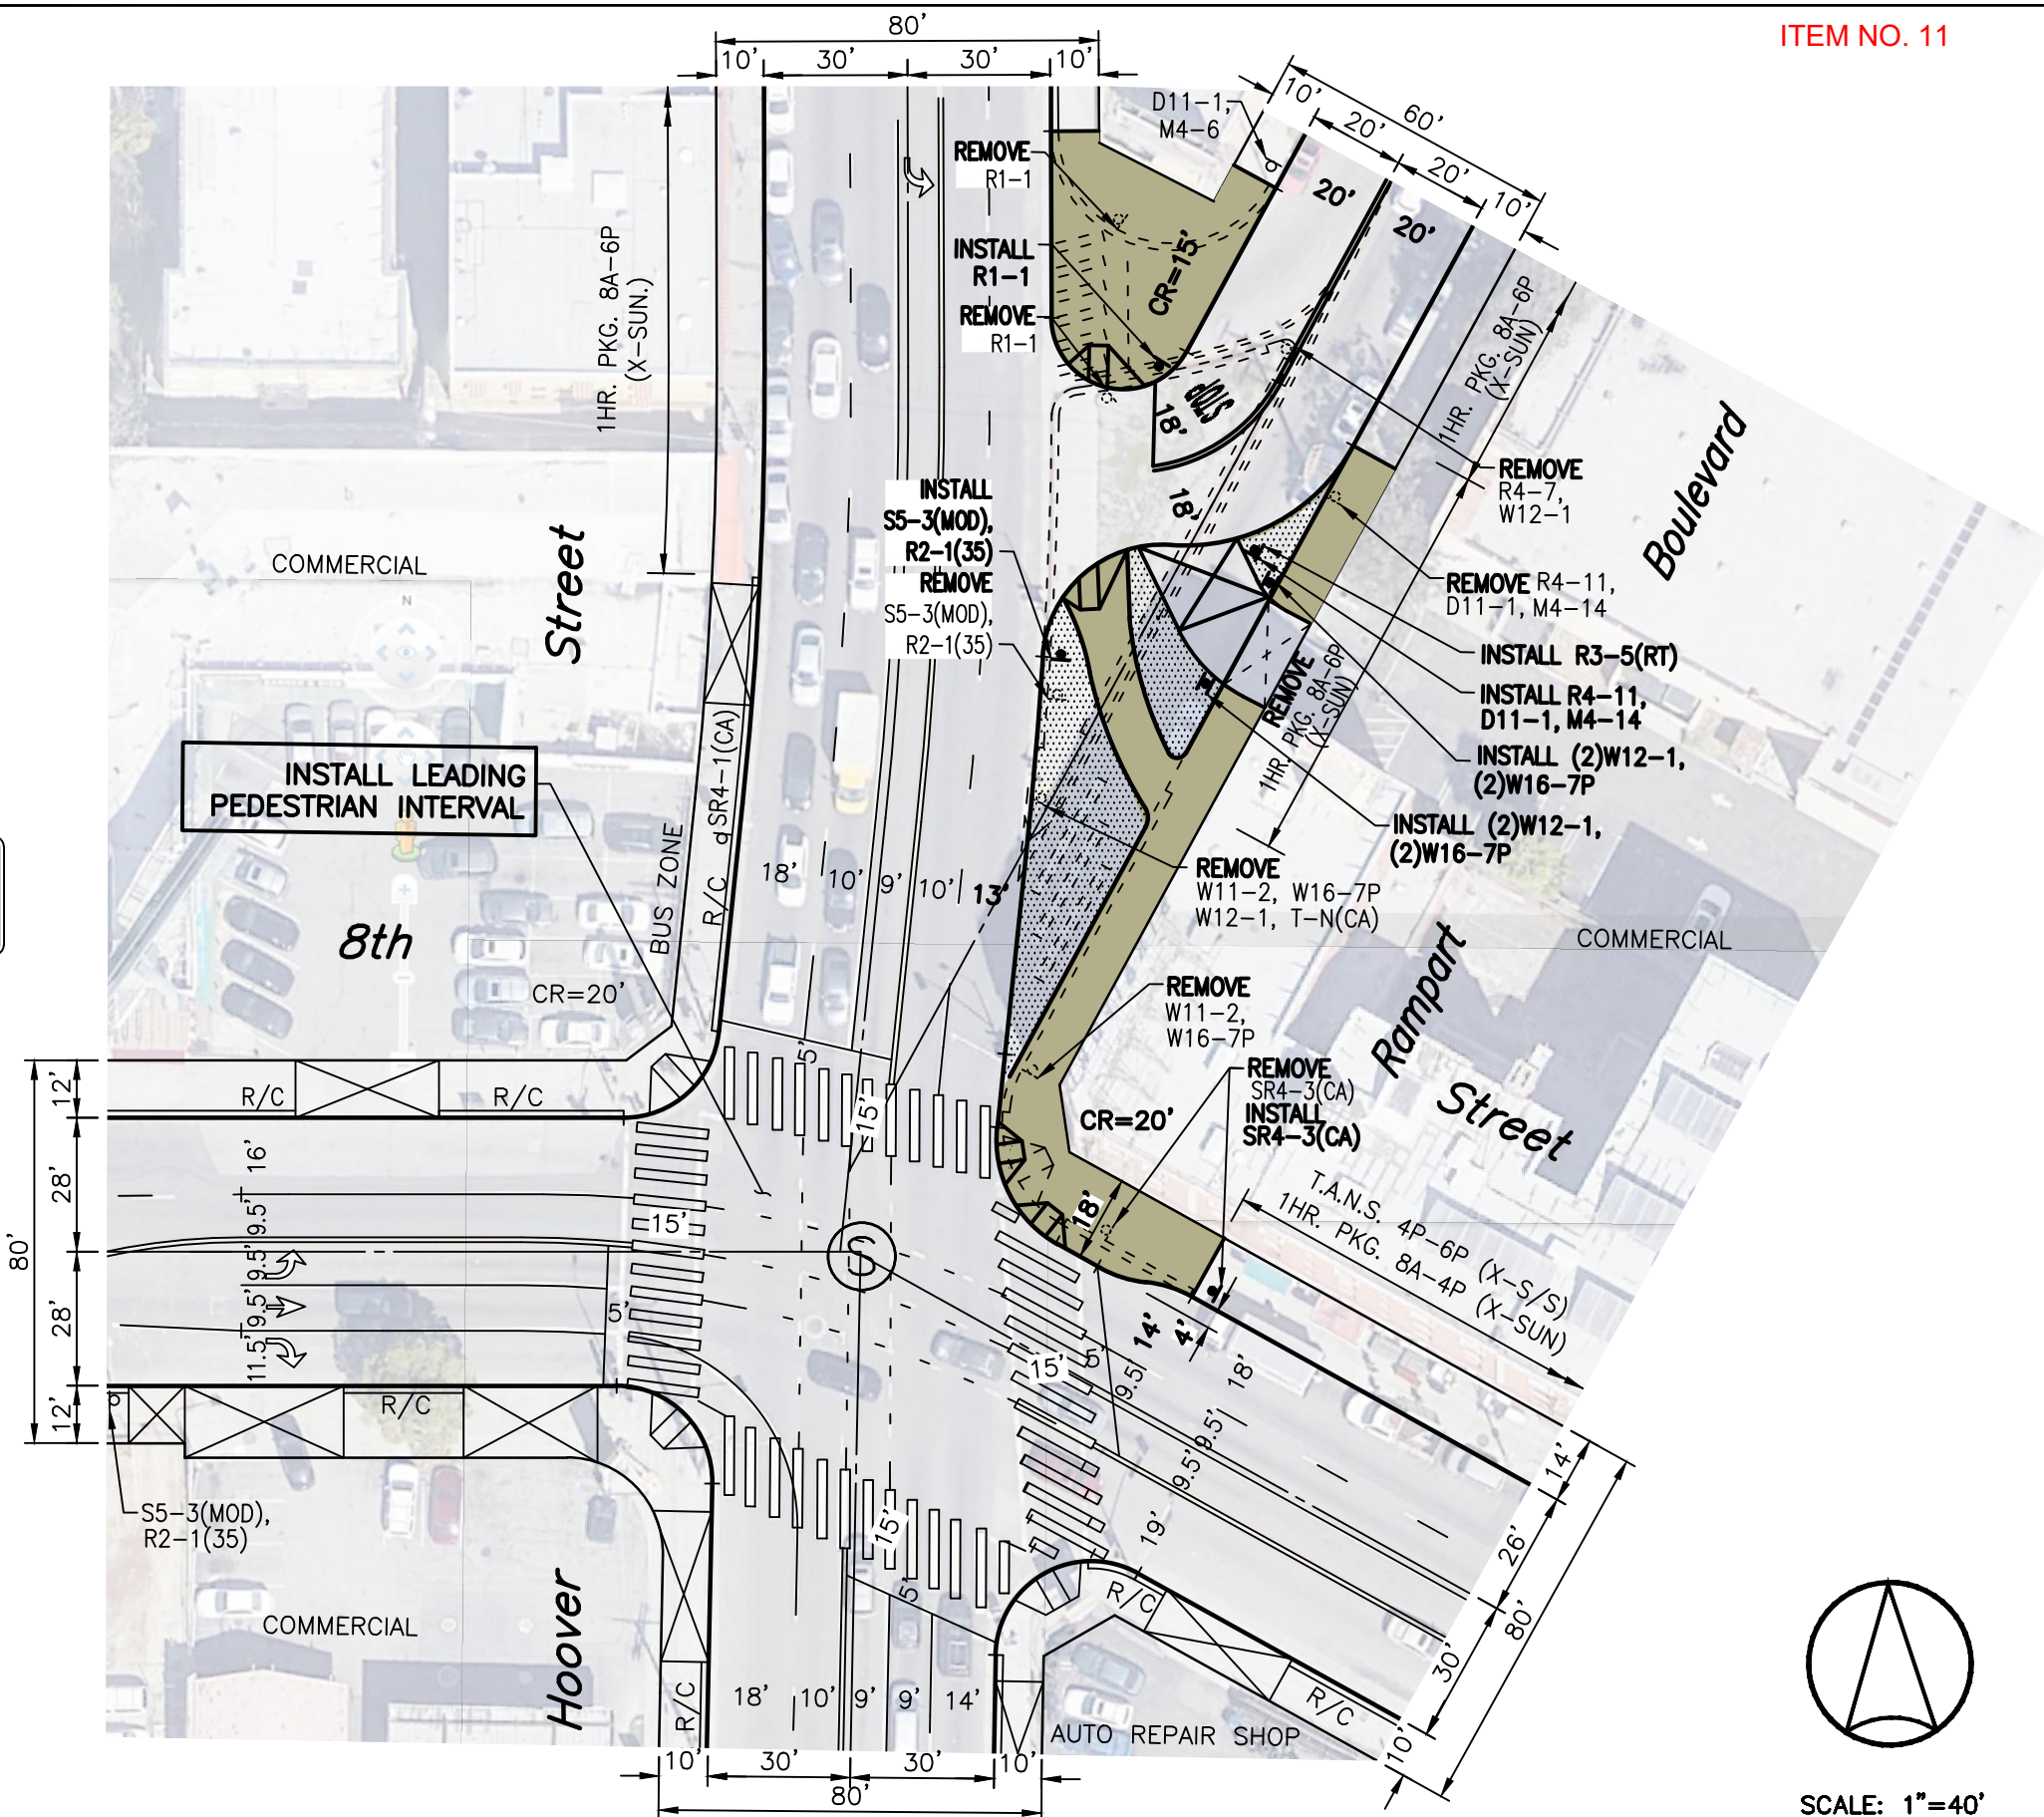 ITEM NO. 11
80'
10' 30' 30' 10'
D11-1,
M4-6
10'
60'
20'
20'
10'
REMOVE
R1-1
INSTALL
R1-1
REMOVE
R1-1
CR=15'
20'
20'
1HR. PKG. 8A-6P
(X-SUN.)
STOP
18'
18'
1HR. PKG. 8A-6P
(X-SUN)
REMOVE
R4-7,
W12-1
Boulevard
INSTALL
S5-3(MOD),
R2-1(35)
REMOVE
S5-3(MOD),
R2-1(35)
COMMERCIAL
N
Street
REMOVE R4-11,
D11-1, M4-14
INSTALL R3-5(RT)
INSTALL R4-11,
D11-1, M4-14
INSTALL (2)W12-1,
(2)W16-7P
INSTALL (2)W12-1,
(2)W16-7P
REMOVE
1HR. PKG. 8A-6P
(X-SUN)
INSTALL LEADING
PEDESTRIAN INTERVAL
BUS ZONE
R/C
SR4-1(CA)
18' 10' 9' 10' 13'
REMOVE
W11-2, W16-7P
W12-1, T-N(CA)
8th
CR=20'
COMMERCIAL
Rampart
Street
REMOVE
W11-2,
W16-7P
REMOVE
SR4-3(CA)
INSTALL
SR4-3(CA)
CR=20'
12'
R/C
R/C
5'
15'
28'
16'
9.5'
15'
18'
T.A.N.S. 4P-6P (X-S/S)
1HR. PKG. 8A-4P (X-SUN)
80'
S
28'
9.5'
9.5'
11.5'
5'
14'
4'
15'
5'
9.5'
18'
9.5'
9.5'
19'
12'
R/C
S5-3(MOD),
R2-1(35)
15'
5'
14'
26'
80'
30'
10'
COMMERCIAL
Hoover
R/C
18' 10' 9' 9' 14'
R/C
R/C
AUTO REPAIR SHOP
10' 30' 30' 10'
80'
SCALE: 1"=40'